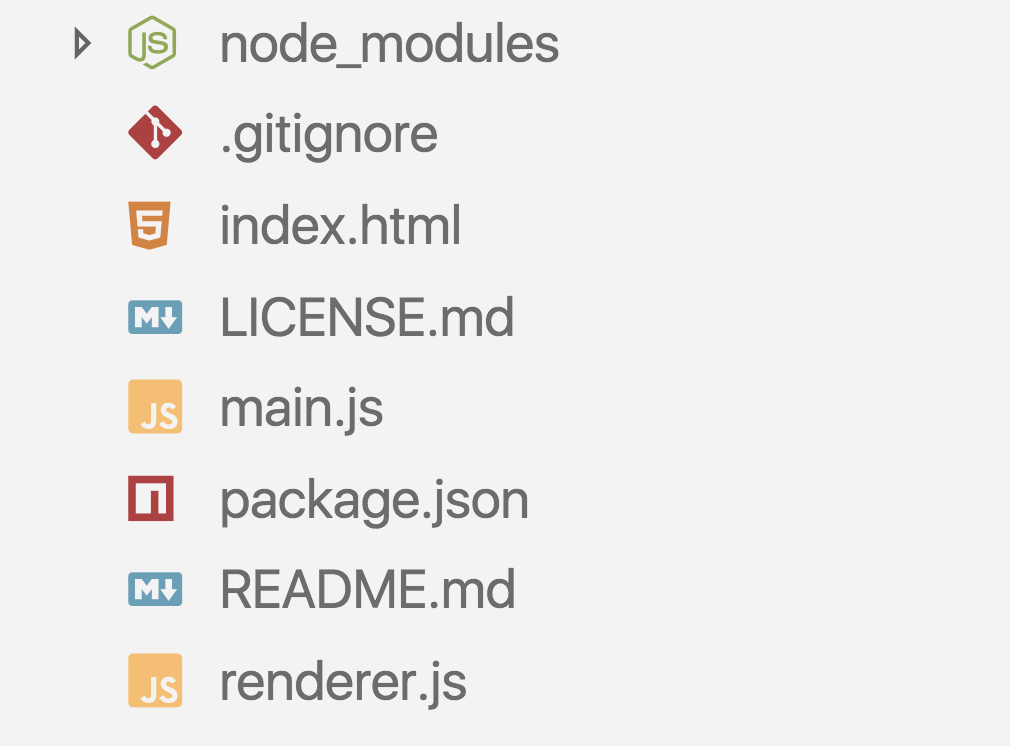 node_modules
.gitignore
index.html
LICENSE.md
main.js
package.json
README.md
renderer.js